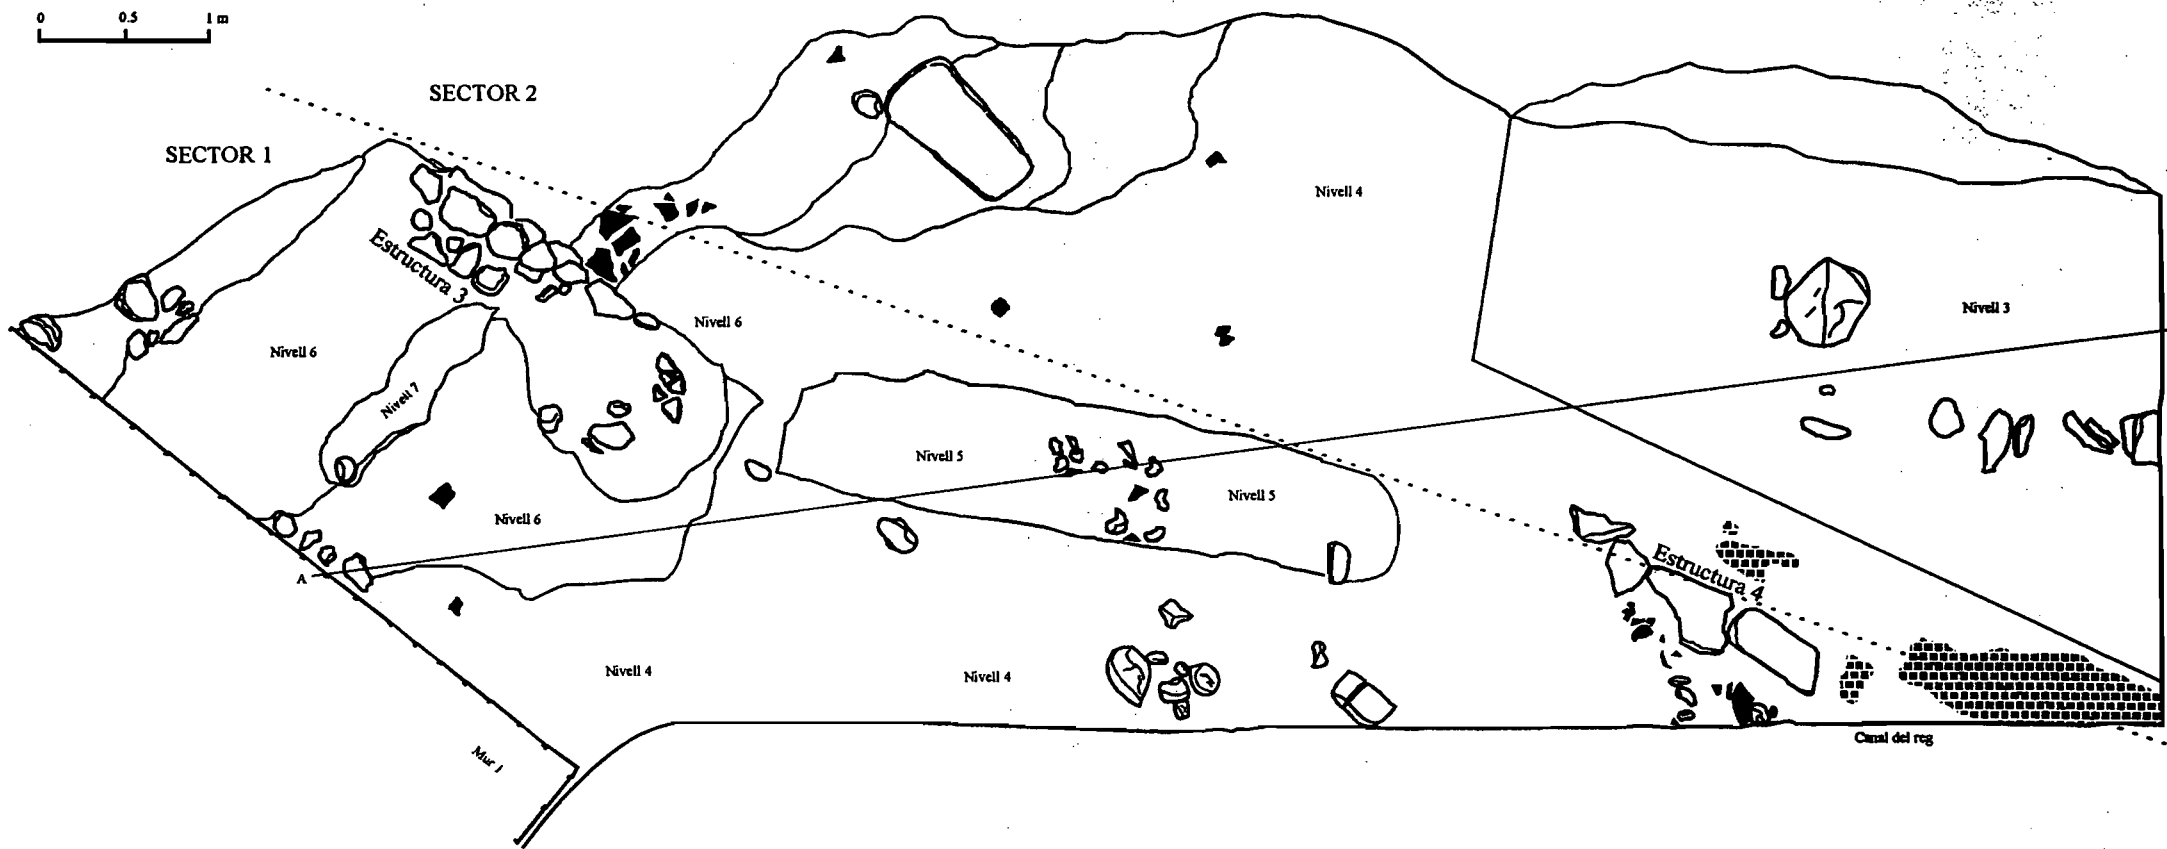 0 0.5 1 m
SECTOR 2
SECTOR 1
Nivell 4
Estructura 3
Nivell 3
Nivell 6
Nivell 6
Nivell 7
Nivell 5
Nivell 5
Nivell 6
Estructura 4
A
Nivell 4
Nivell 4
Canal del reg
Mur 1